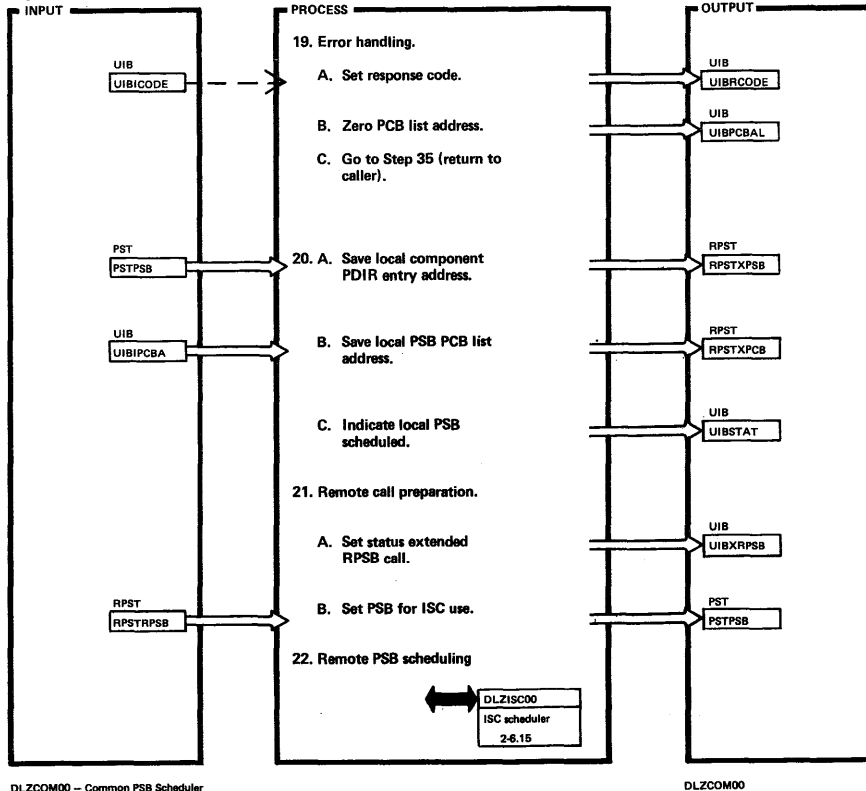 INPUT
PROCESS
OUTPUT
19. Error handling.
UIB
UIBICODE
A. Set response code.
UIB
UIBRCODE
B. Zero PCB list address.
UIB
UIBPCBAL
C. Go to Step 35 (return to
caller).
PST
PSTPSB
20. A. Save local component
PDIR entry address.
RPST
RPSTXPSB
UIB
UIBIPCBA
B. Save local PSB PCB list
address.
RPST
RPSTXPCB
C. Indicate local PSB
scheduled.
UIB
UIBSTAT
21. Remote call preparation.
A. Set status extended
RPSB call.
UIB
UIBXRPSB
RPST
RPSTRPSB
B. Set PSB for ISC use.
PST
PSTPSB
22. Remote PSB scheduling
DLZISC00
ISC scheduler
2-6.15
DLZCOM00 – Common PSB Scheduler
DLZCOM00